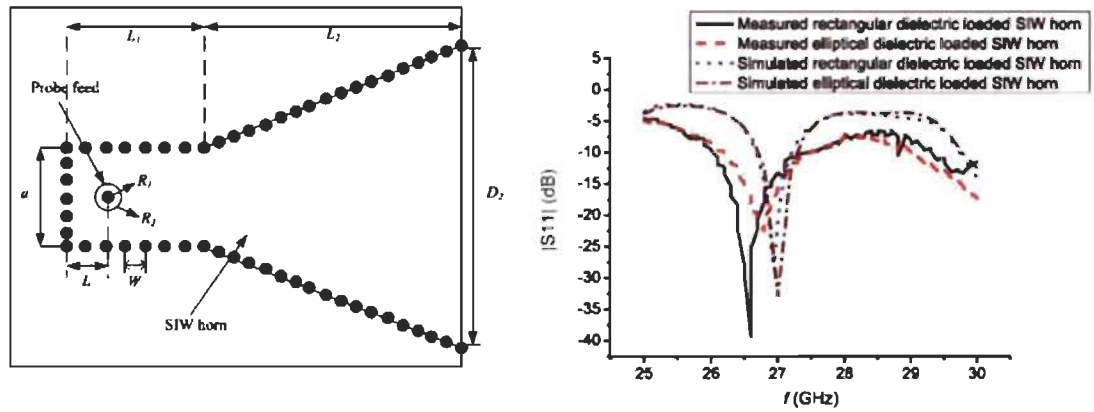 L₁
L₂
Probe feed
R₁
R₂
a
D₂
L
W
SIW horn
Measured rectangular dielectric loaded SIW horn
Measured elliptical dielectric loaded SIW horn
Simulated rectangular dielectric loaded SIW horn
Simulated elliptical dielectric loaded SIW horn
5
0
-5
-10
-15
-20
-25
-30
-35
-40
|S11| (dB)
25
26
27
28
29
30
f (GHz)